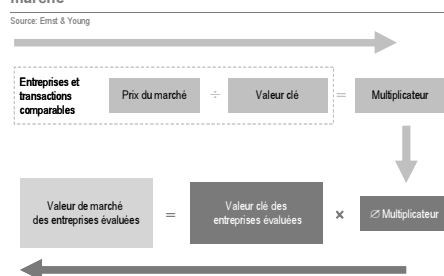 marché
Source: Ernst & Young
Entreprises et
transactions
comparables
Prix du marché
÷
Valeur clé
=
Multiplicateur
Valeur de marché
des entreprises évaluées
=
Valeur clé des
entreprises évaluées
×
∅ Multiplicateur